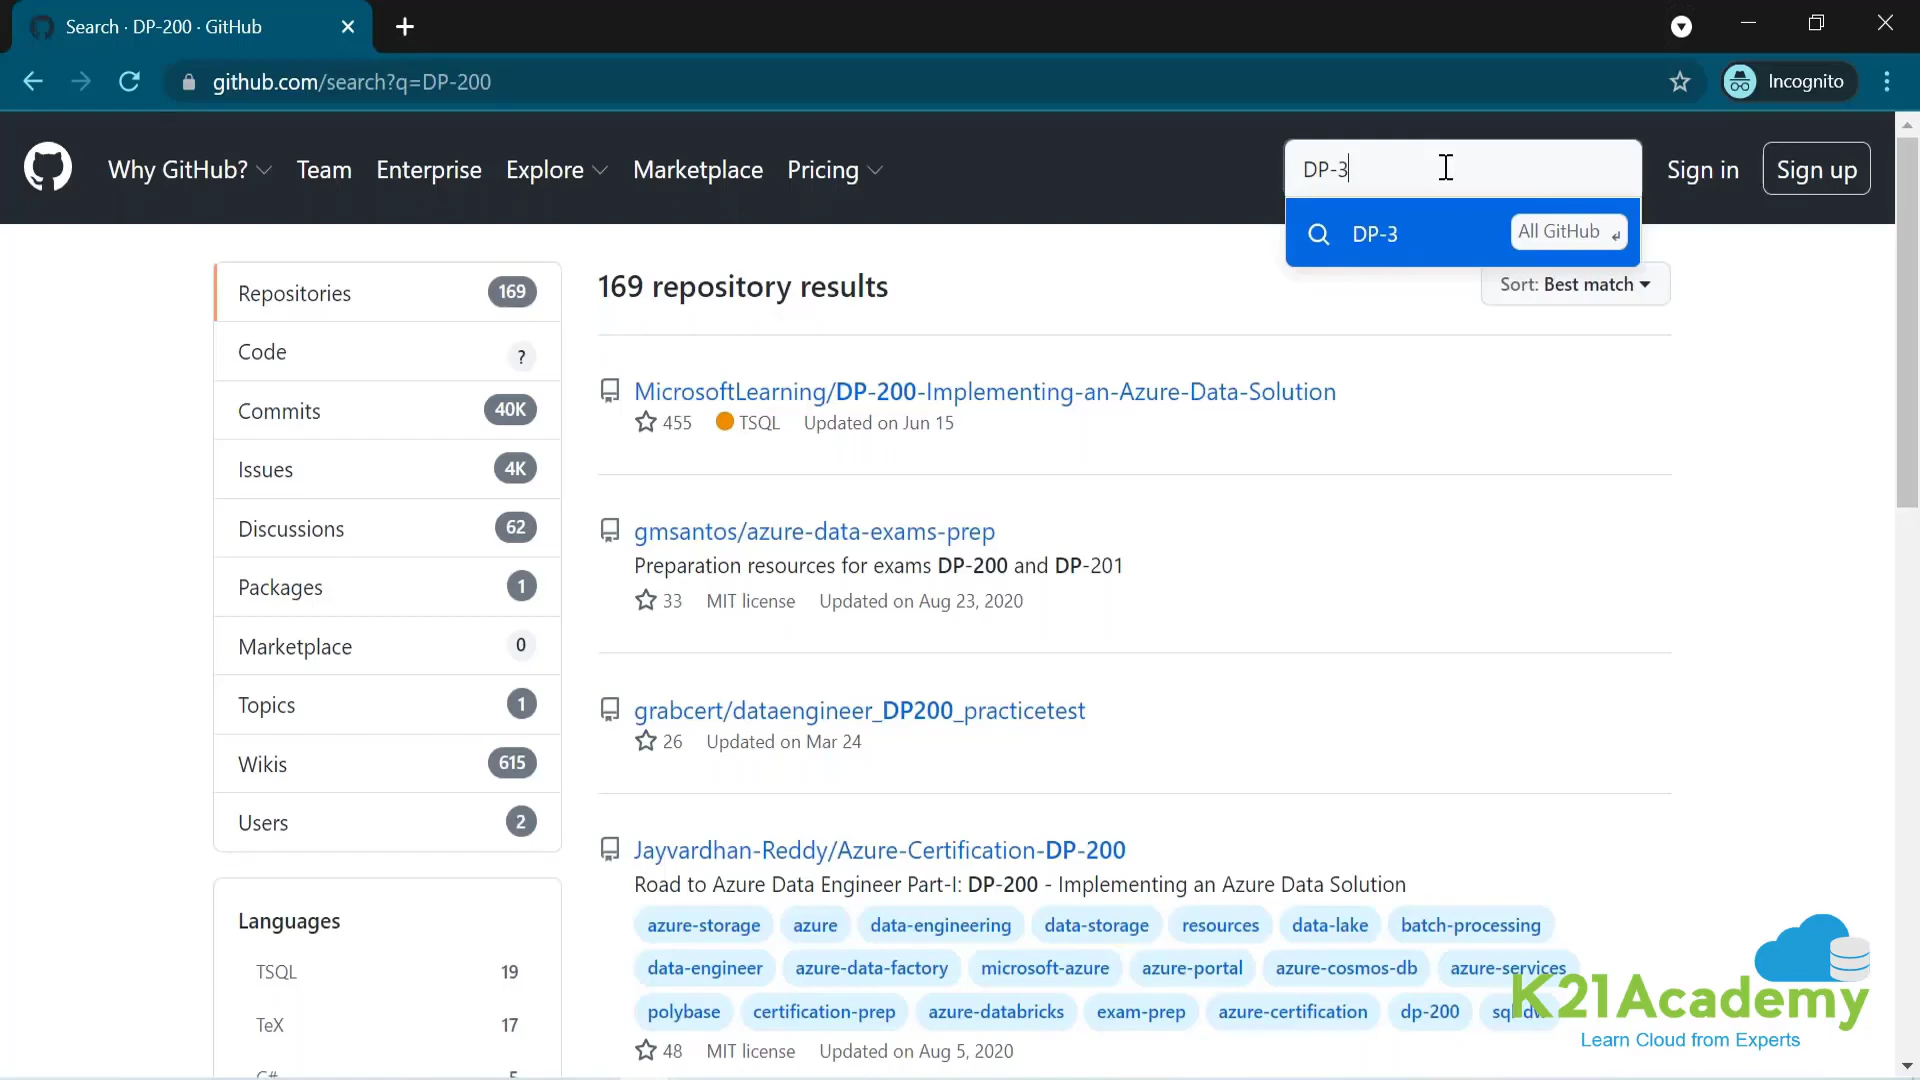 Search · DP-200 · GitHub
github.com/search?q=DP-200
Incognito
Why GitHub?
Team
Enterprise
Explore
Marketplace
Pricing
DP-3
Sign in
Sign up
DP-3
All GitHub
Repositories 169
Code ?
Commits 40K
Issues 4K
Discussions 62
Packages 1
Marketplace 0
Topics 1
Wikis 615
Users 2
Languages
TSQL 19
TeX 17
C# 5
169 repository results
Sort: Best match
MicrosoftLearning/DP-200-Implementing-an-Azure-Data-Solution
455 TSQL Updated on Jun 15
gmsantos/azure-data-exams-prep
Preparation resources for exams DP-200 and DP-201
33 MIT license Updated on Aug 23, 2020
grabcert/dataengineer_DP200_practicetest
26 Updated on Mar 24
Jayvardhan-Reddy/Azure-Certification-DP-200
Road to Azure Data Engineer Part-I: DP-200 - Implementing an Azure Data Solution
azure-storage azure data-engineering data-storage resources data-lake batch-processing
data-engineer azure-data-factory microsoft-azure azure-portal azure-cosmos-db azure-services
polybase certification-prep azure-databricks exam-prep azure-certification dp-200
48 MIT license Updated on Aug 5, 2020
K21Academy
Learn Cloud from Experts